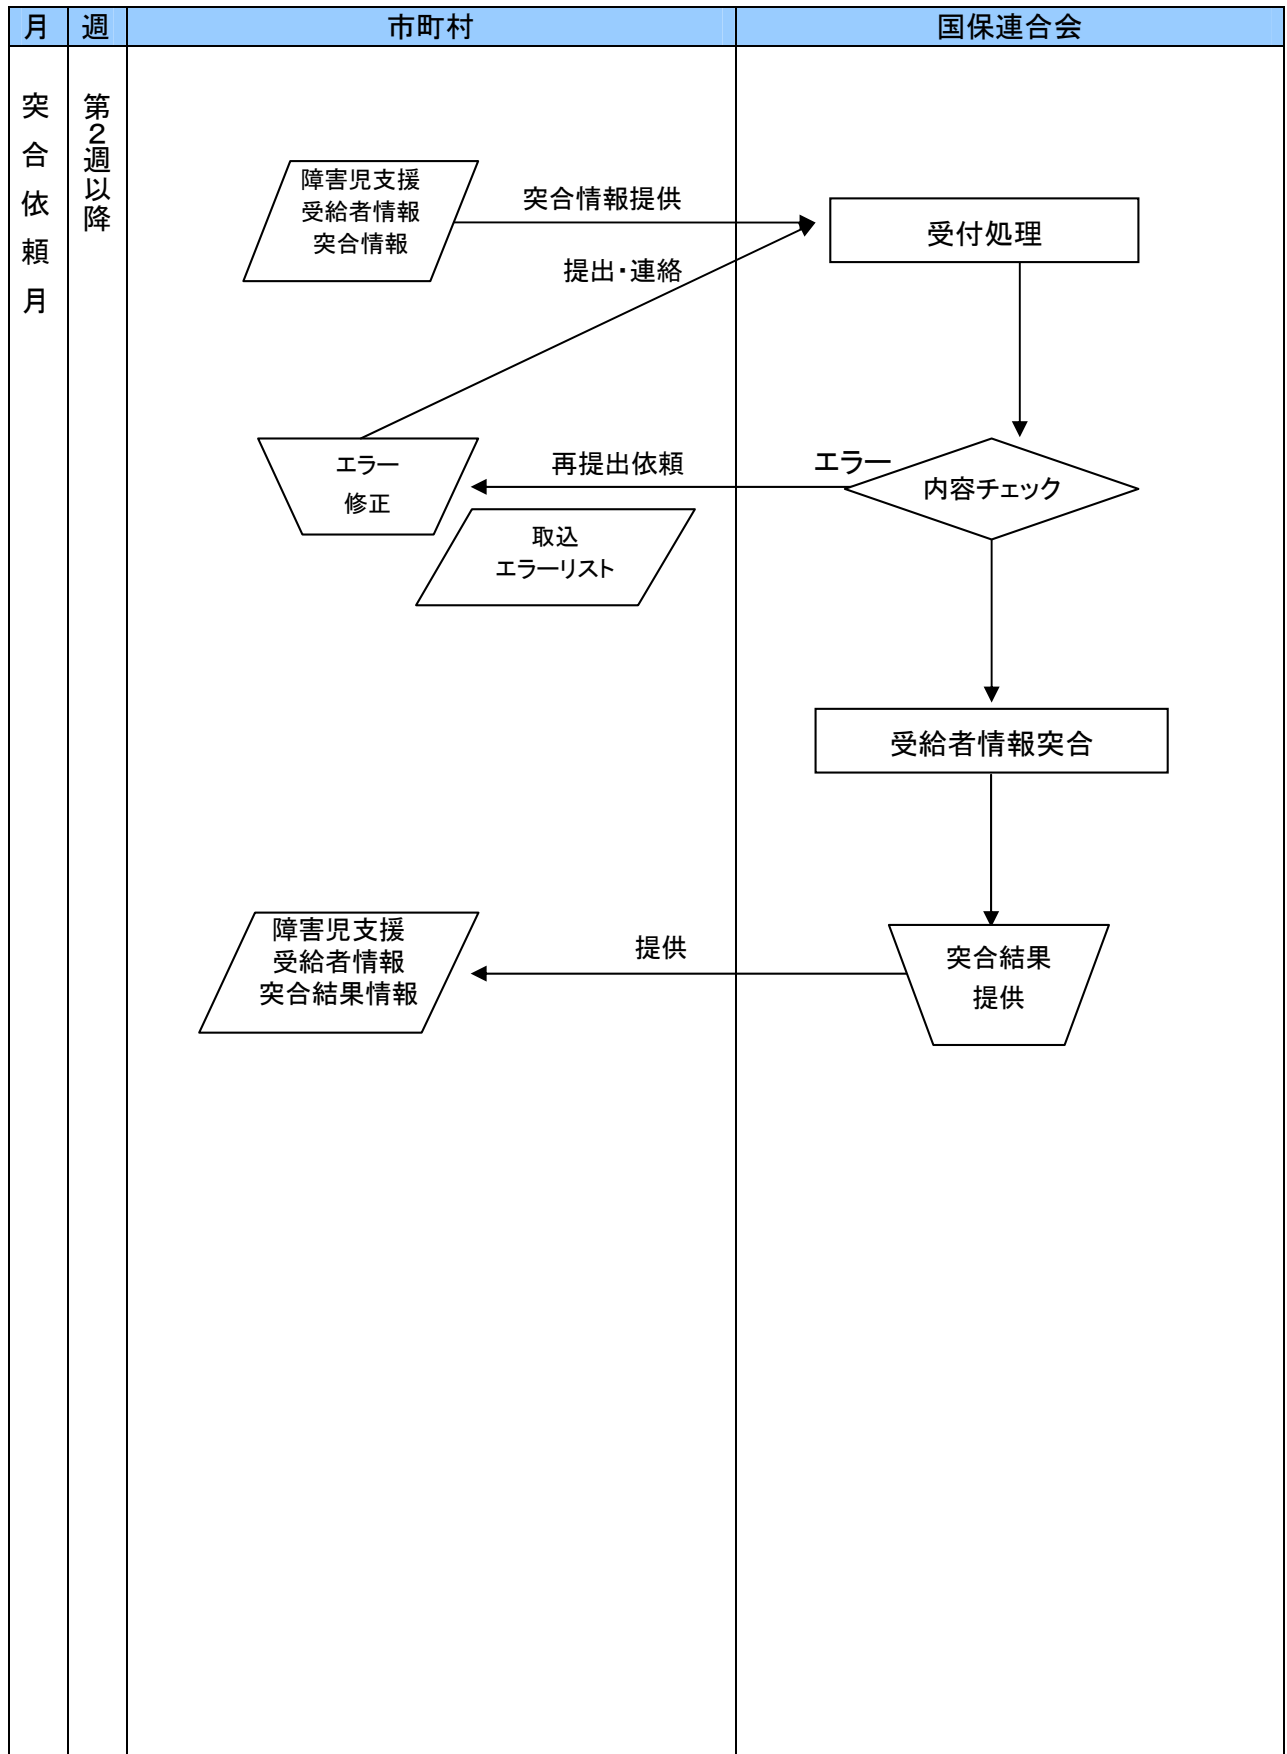 月 週 市町村 国保連合会
突合依頼月
第2週以降
障害児支援
受給者情報
突合情報
突合情報提供
受付処理
提出・連絡
エラー
修正
再提出依頼
エラー
内容チェック
取込
エラーリスト
受給者情報突合
障害児支援
受給者情報
突合結果情報
提供
突合結果
提供